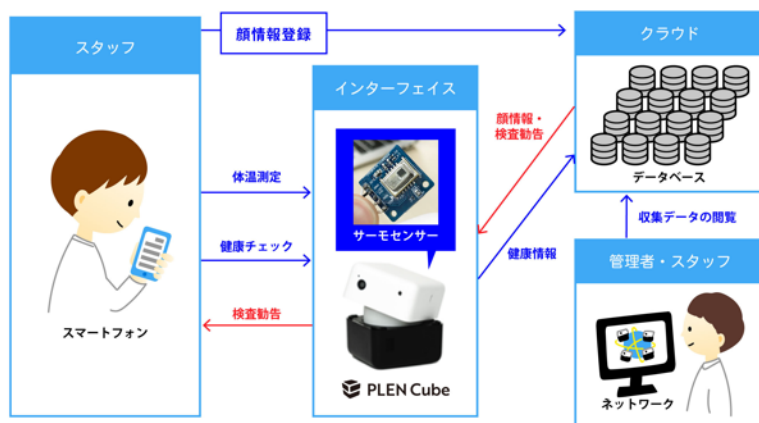 スタッフ
顔情報登録
クラウド
インターフェイス
顔情報・
検査勧告
データベース
体温測定
サーモセンサー
収集データの閲覧
健康チェック
健康情報
管理者・スタッフ
検査勧告
スマートフォン
PLEN Cube
ネットワーク